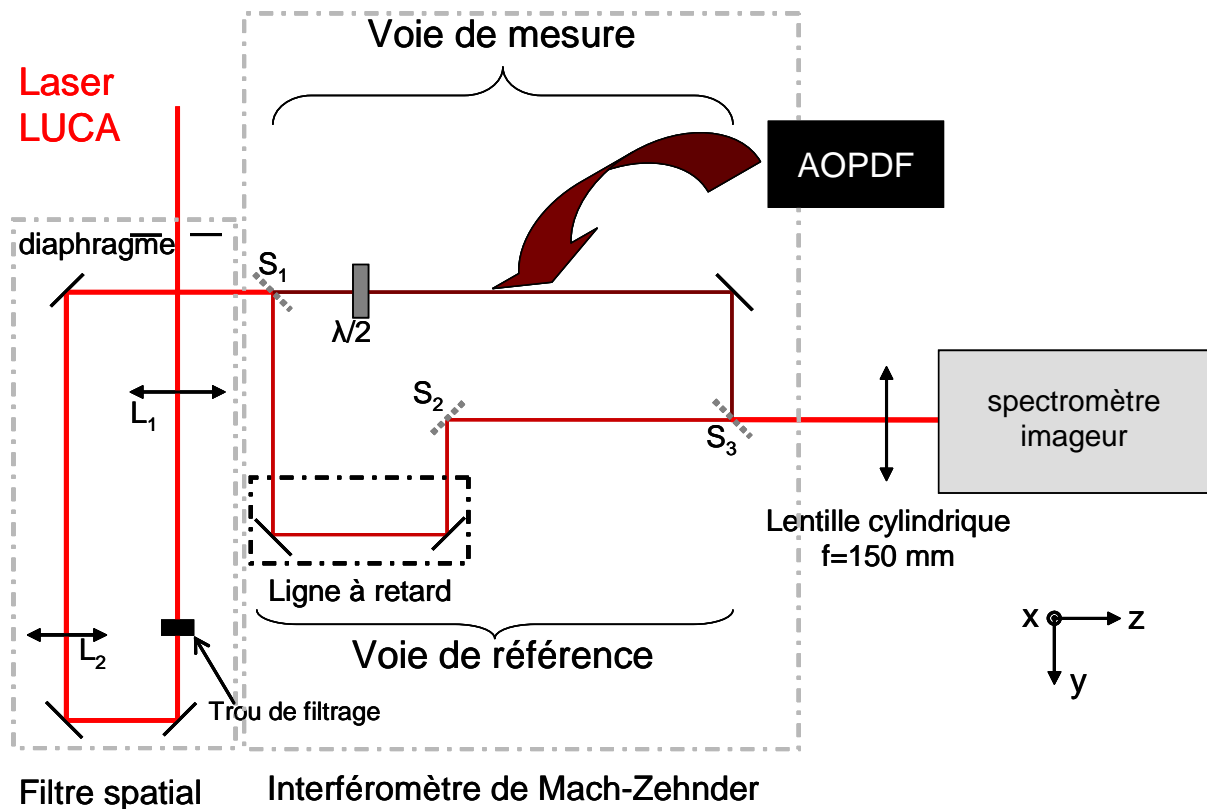 Voie de mesure
Laser
LUCA
AOPDF
diaphragme
S1
λ/2
L1
S2
S3
spectromètre
imageur
Lentille cylindrique
f=150 mm
Ligne à retard
L2
Voie de référence
Trou de filtrage
x
z
y
Filtre spatial
Interféromètre de Mach-Zehnder